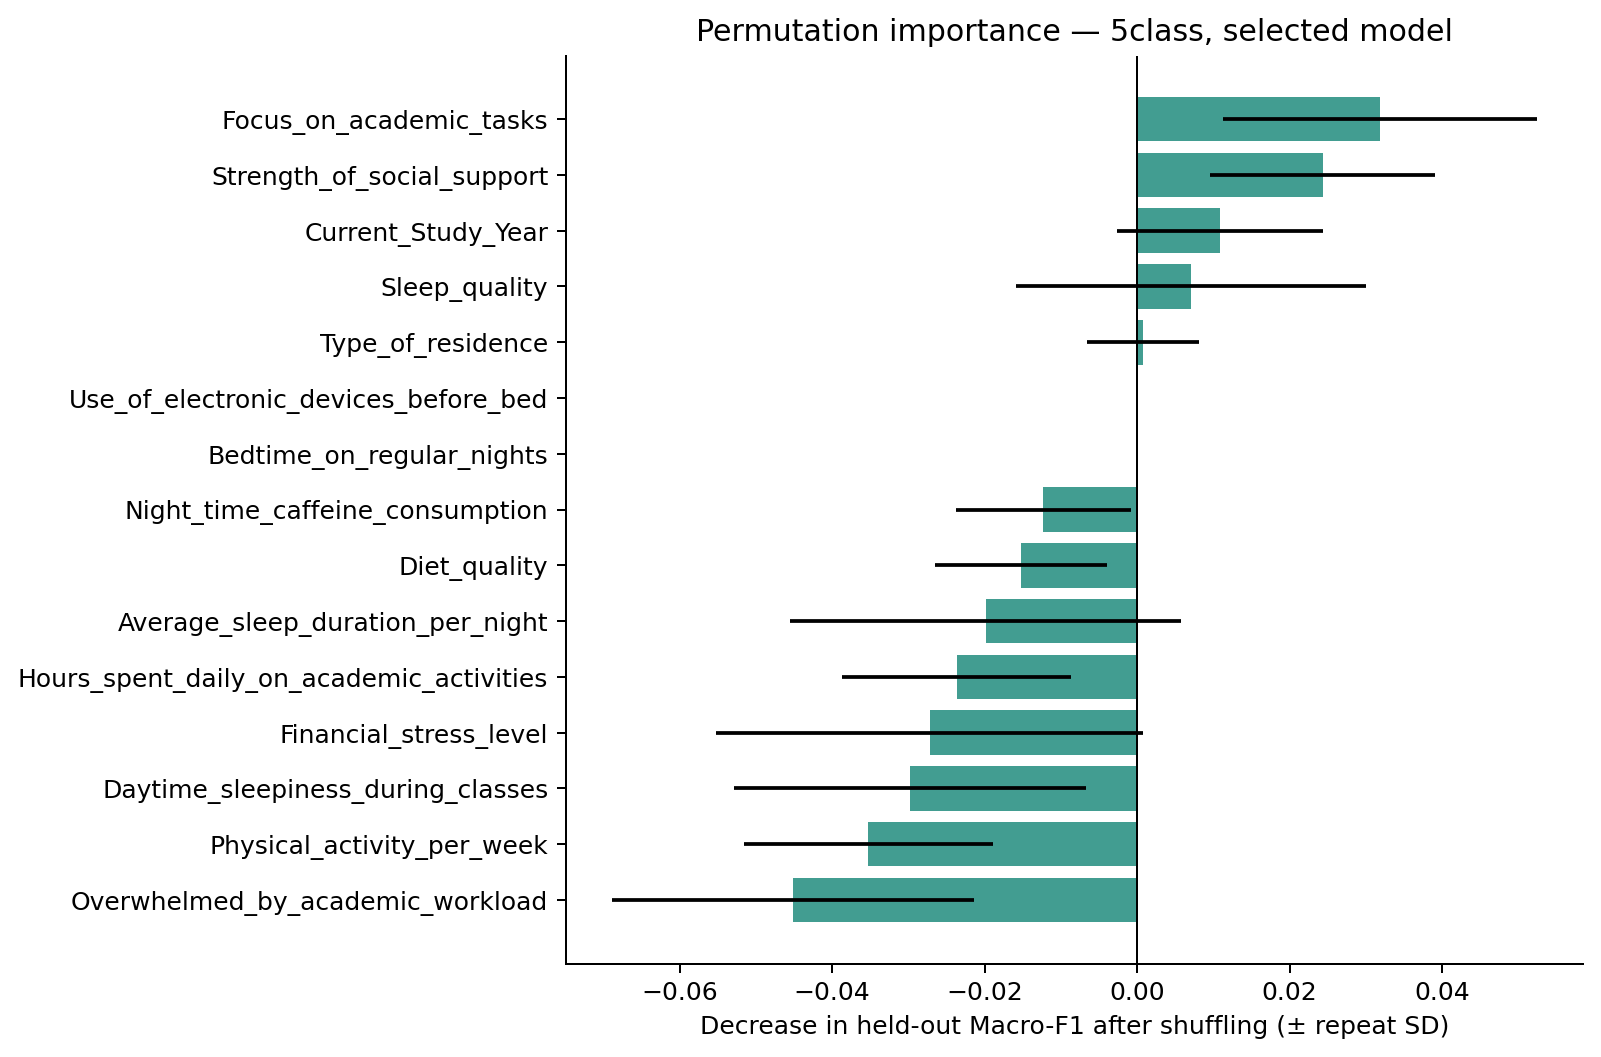 Permutation importance — 5class, selected model
Focus_on_academic_tasks
Strength_of_social_support
Current_Study_Year
Sleep_quality
Type_of_residence
Use_of_electronic_devices_before_bed
Bedtime_on_regular_nights
Night_time_caffeine_consumption
Diet_quality
Average_sleep_duration_per_night
Hours_spent_daily_on_academic_activities
Financial_stress_level
Daytime_sleepiness_during_classes
Physical_activity_per_week
Overwhelmed_by_academic_workload
−0.06 −0.04 −0.02 0.00 0.02 0.04
Decrease in held-out Macro-F1 after shuffling (± repeat SD)